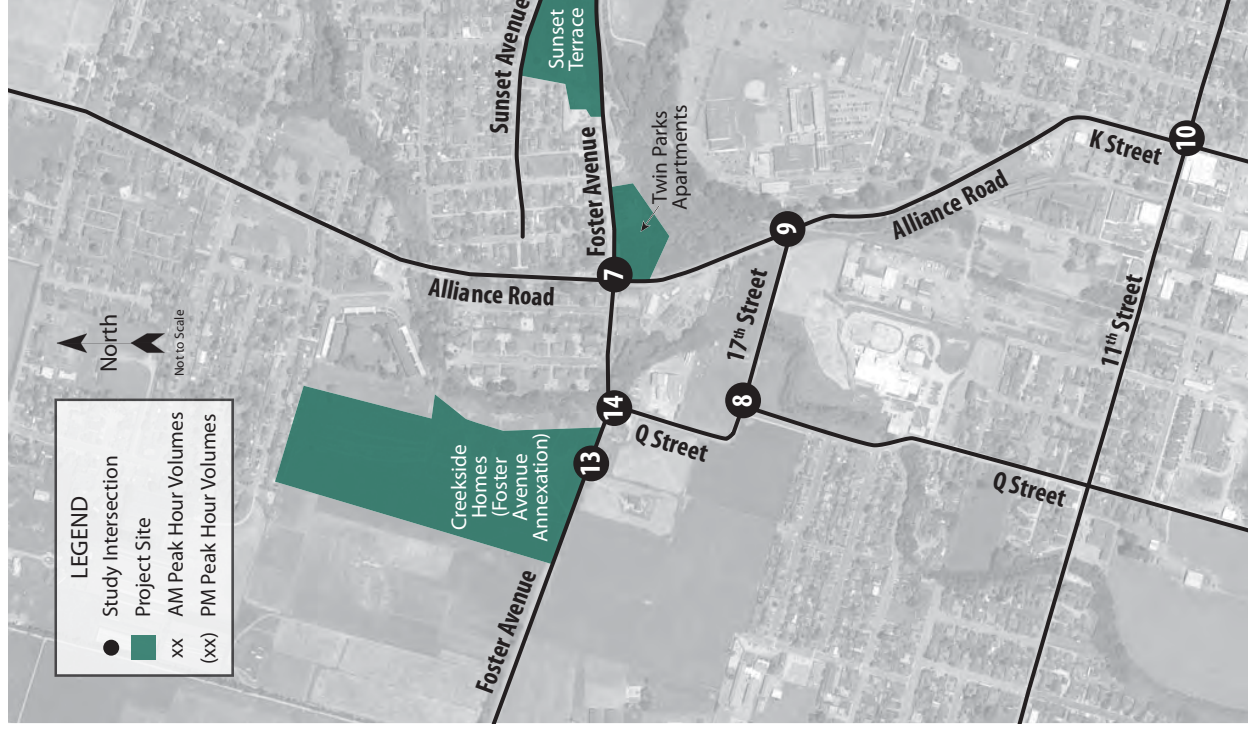 LEGEND
Study Intersection
Project Site
xx AM Peak Hour Volumes
(xx) PM Peak Hour Volumes
North
Not to Scale
Sunset Avenue
Sunset
Terrace
Foster Avenue
Twin Parks
Apartments
Alliance Road
7
Creekside
Homes
(Foster
Avenue
Annexation)
13
14
Foster Avenue
Q Street
8
17th Street
9
Alliance Road
K Street
10
11th Street
Q Street